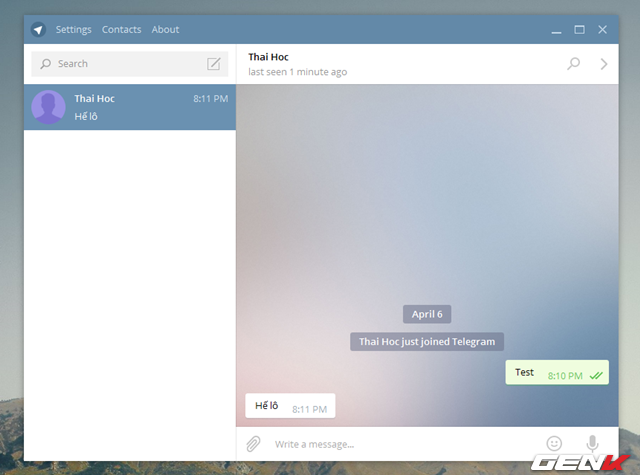 Settings Contacts About
Search
Thai Hoc
last seen 1 minute ago
Thai Hoc 8:11 PM
Hế lô
April 6
Thai Hoc just joined Telegram
Test 8:10 PM
Hế lô 8:11 PM
Write a message...
GENK